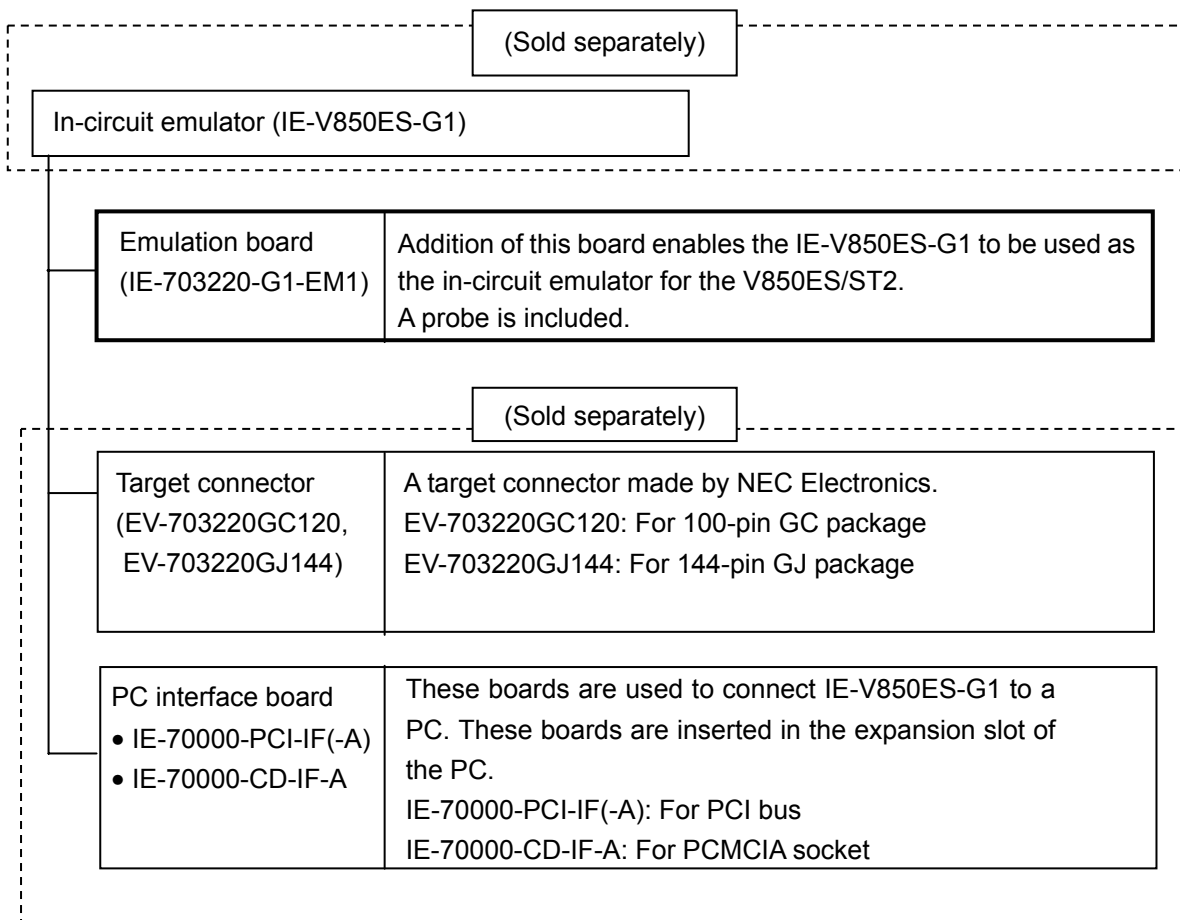 (Sold separately)
In-circuit emulator (IE-V850ES-G1)
Emulation board
(IE-703220-G1-EM1)
Addition of this board enables the IE-V850ES-G1 to be used as
the in-circuit emulator for the V850ES/ST2.
A probe is included.
(Sold separately)
Target connector
(EV-703220GC120,
EV-703220GJ144)
A target connector made by NEC Electronics.
EV-703220GC120: For 100-pin GC package
EV-703220GJ144: For 144-pin GJ package
PC interface board
• IE-70000-PCI-IF(-A)
• IE-70000-CD-IF-A
These boards are used to connect IE-V850ES-G1 to a
PC. These boards are inserted in the expansion slot of
the PC.
IE-70000-PCI-IF(-A): For PCI bus
IE-70000-CD-IF-A: For PCMCIA socket